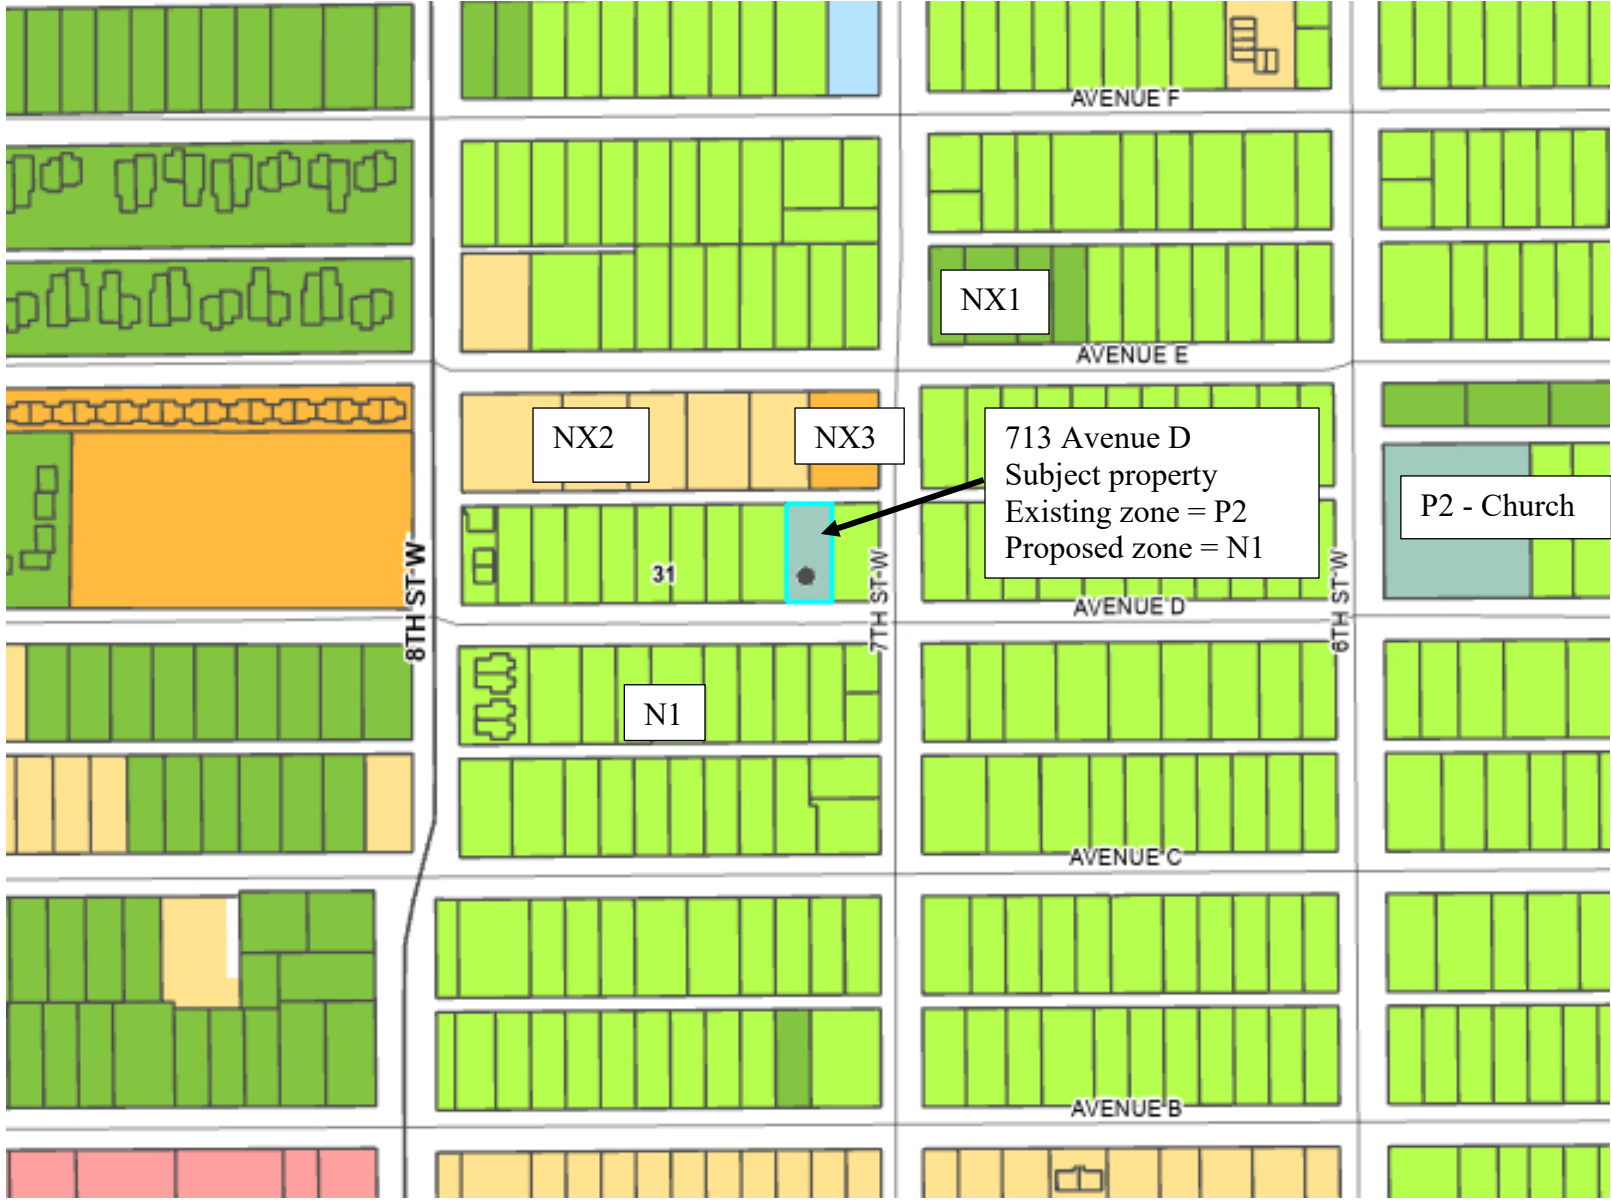 AVENUE F
NX1
AVENUE E
NX2
NX3
713 Avenue D
Subject property
Existing zone = P2
Proposed zone = N1
P2 - Church
31
8TH ST W
7TH ST W
6TH ST W
AVENUE D
N1
AVENUE C
AVENUE B